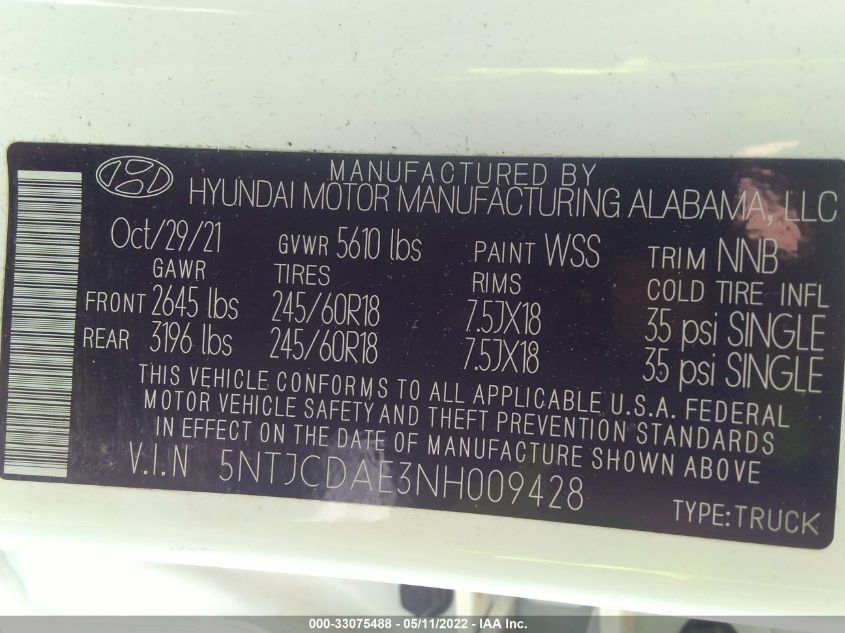 MANUFACTURED BY
HYUNDAI MOTOR MANUFACTURING ALABAMA, LLC
Oct/29/21 GVWR 5610 lbs PAINT WSS TRIM NNB
GAWR TIRES RIMS COLD TIRE INFL
FRONT 2645 lbs 245/60R18 7.5JX18 35 psi SINGLE
REAR 3196 lbs 245/60R18 7.5JX18 35 psi SINGLE
THIS VEHICLE CONFORMS TO ALL APPLICABLE U.S.A. FEDERAL
MOTOR VEHICLE SAFETY AND THEFT PREVENTION STANDARDS
IN EFFECT ON THE DATE OF MANUFACTURE SHOWN ABOVE
V.I.N 5NTJCDAE3NH009428
TYPE:TRUCK
000-33075488 - 05/11/2022 - IAA Inc.